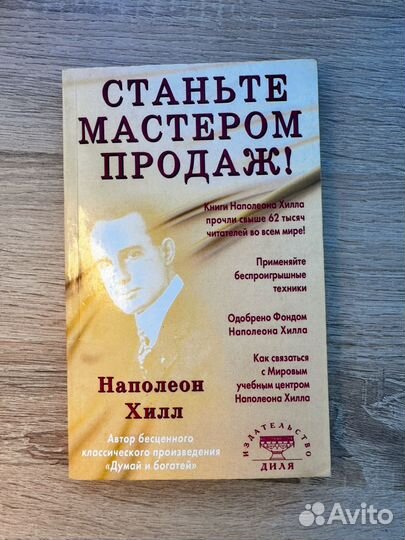 СТАНЬТЕ
МАСТЕРОМ
ПРОДАЖ!
Книги Наполеона Хилла
прочли свыше 62 тысяч
читателей во всем мире!
Применяйте
беспроигрышные
техники
Одобрено Фондом
Наполеона Хилла
Как связаться
с Мировым
учебным центром
Наполеона Хилла
Наполеон
Хилл
Автор бесценного
классического произведения
«Думай и богатей»
ИЗДАТЕЛЬСТВО
ДИЛЯ
Avito